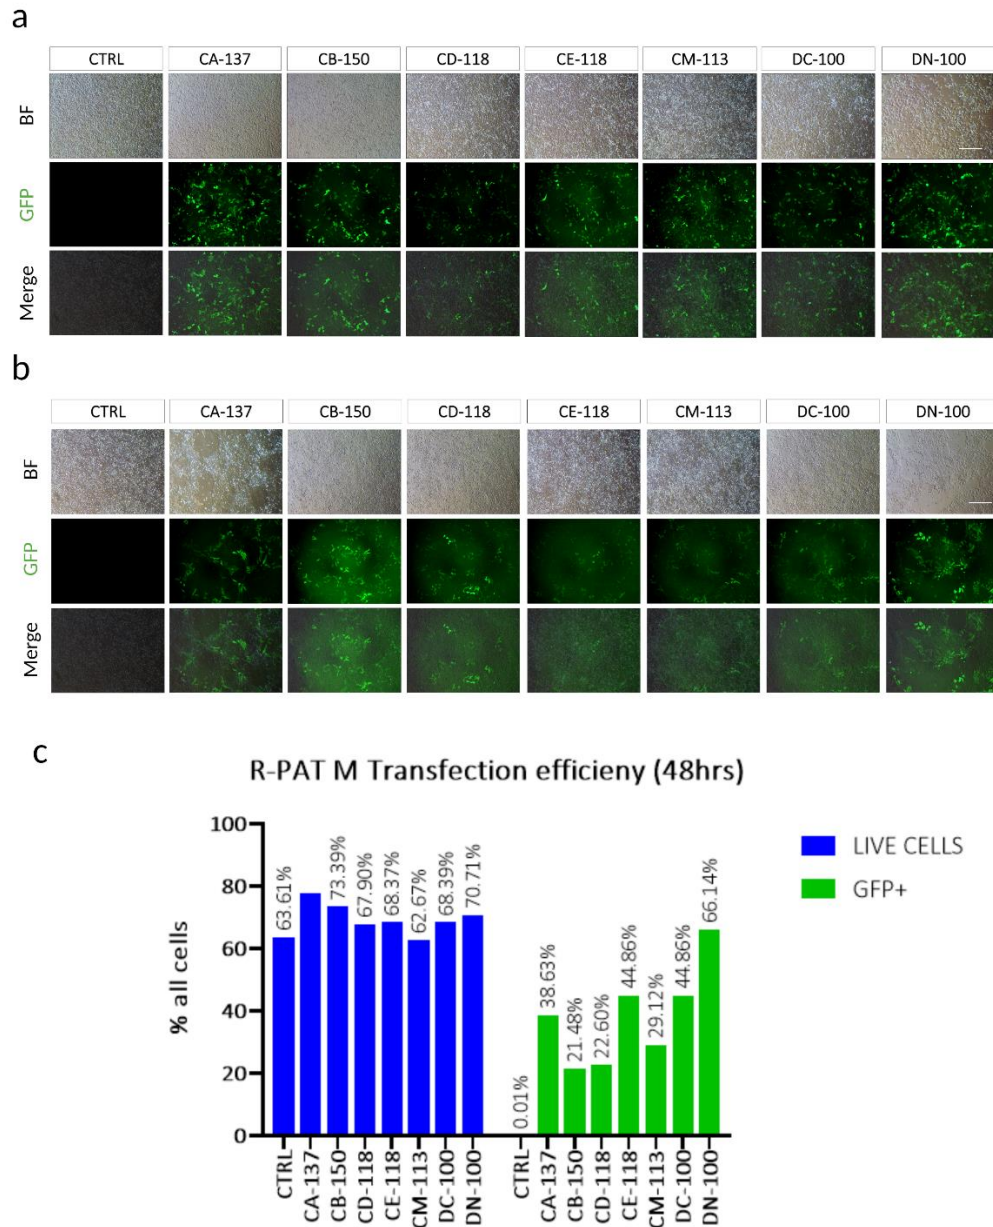 a
CTRL CA-137 CB-150 CD-118 CE-118 CM-113 DC-100 DN-100
BF
GFP
Merge
b
CTRL CA-137 CB-150 CD-118 CE-118 CM-113 DC-100 DN-100
BF
GFP
Merge
c
R-PAT M Transfection efficieny (48hrs)
% all cells
100
80
60
40
20
0
63.61%
73.39%
67.90%
68.37%
62.67%
68.39%
70.71%
0.01%
38.63%
21.48%
22.60%
44.86%
29.12%
44.86%
66.14%
CTRL
CA-137
CB-150
CD-118
CE-118
CM-113
DC-100
DN-100
CTRL
CA-137
CB-150
CD-118
CE-118
CM-113
DC-100
DN-100
LIVE CELLS
GFP+